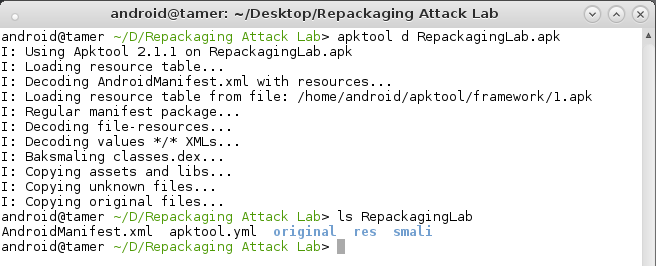 android@tamer: ~/Desktop/Repackaging Attack Lab
android@tamer ~/D/Repackaging Attack Lab> apktool d RepackagingLab.apk
I: Using Apktool 2.1.1 on RepackagingLab.apk
I: Loading resource table...
I: Decoding AndroidManifest.xml with resources...
I: Loading resource table from file: /home/android/apktool/framework/1.apk
I: Regular manifest package...
I: Decoding file-resources...
I: Decoding values */* XMLs...
I: Baksmaling classes.dex...
I: Copying assets and libs...
I: Copying unknown files...
I: Copying original files...
android@tamer ~/D/Repackaging Attack Lab> ls RepackagingLab
AndroidManifest.xml  apktool.yml  original  res  smali
android@tamer ~/D/Repackaging Attack Lab>